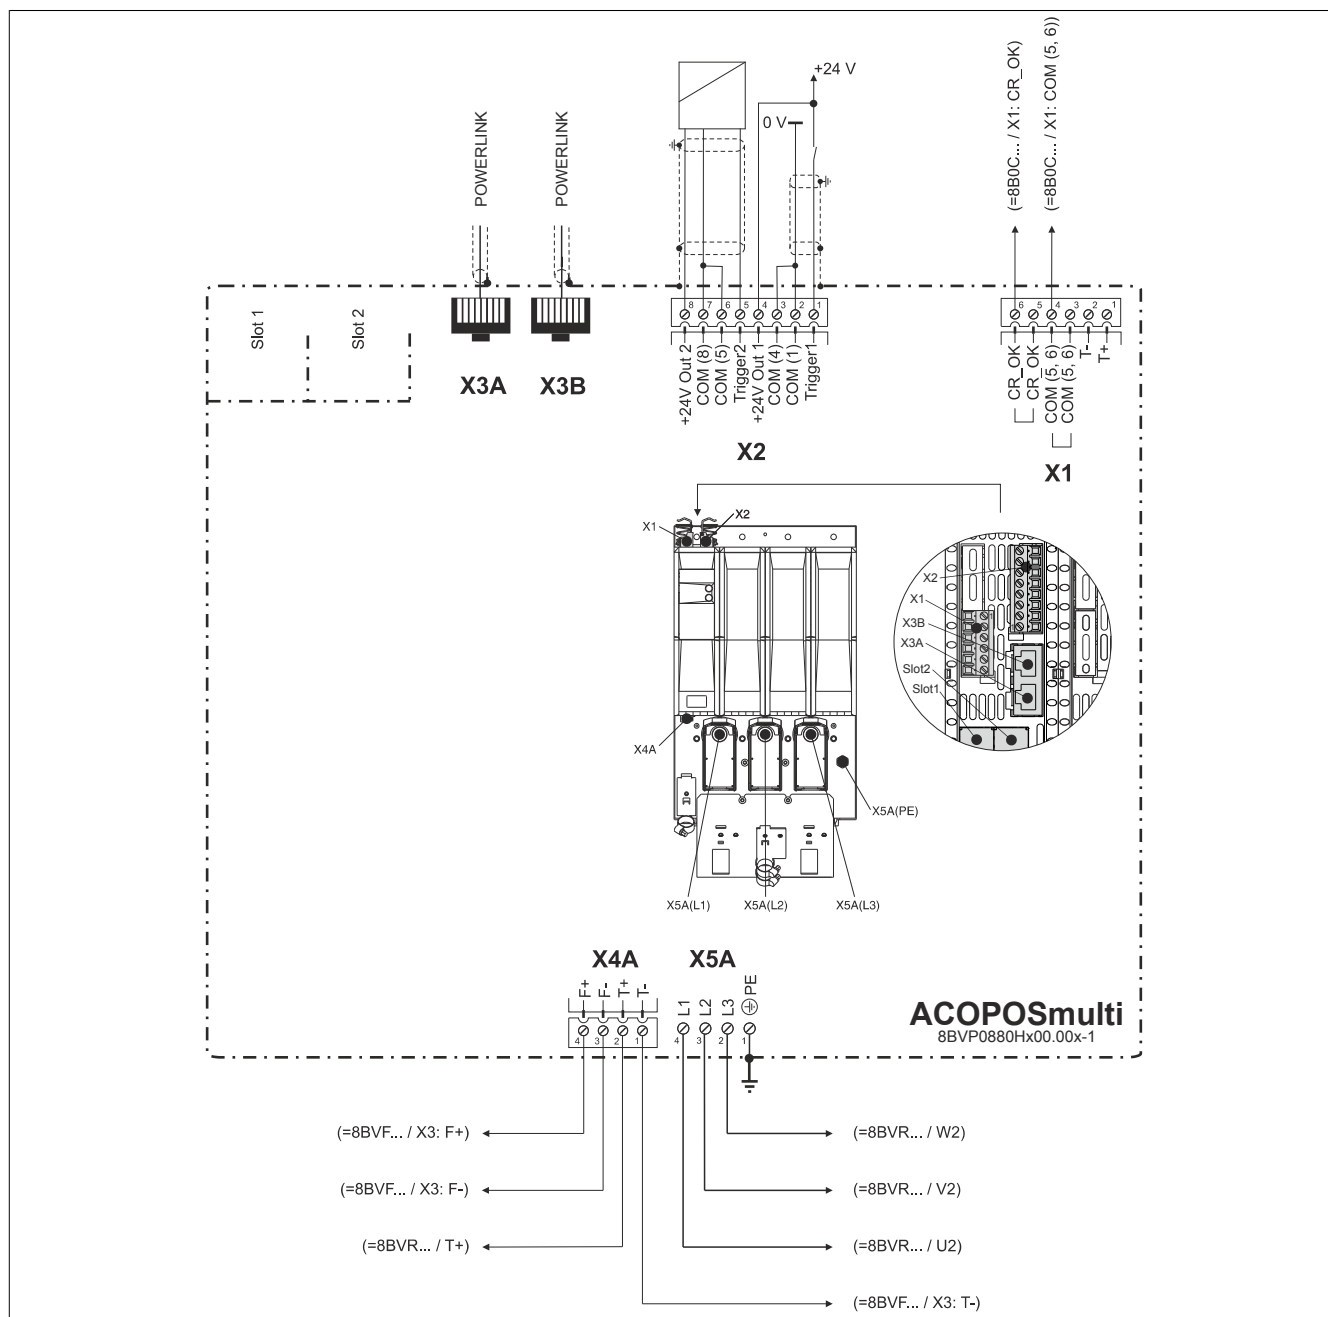 +24 V
0 V
POWERLINK
POWERLINK
(=8B0C... / X1: CR_OK)
(=8B0C... / X1: COM (5, 6))
Slot 1
Slot 2
X3A
X3B
8 7 6 5 4 3 2 1
+24V Out 2
COM (8)
COM (5)
Trigger2
+24V Out 1
COM (4)
COM (1)
Trigger1
X2
6 5 4 3 2 1
CR_OK
CR_OK
COM (5, 6)
COM (5, 6)
T-
T+
X1
X1
X2
X4A
X5A(PE)
X5A(L1)
X5A(L2)
X5A(L3)
X2
X1
X3B
X3A
Slot2
Slot1
X4A
F+
F-
T+
T-
4 3 2 1
X5A
L1
L2
L3
PE
4 3 2 1
ACOPOSmulti
8BVP0880Hx00.00x-1
(=8BVF... / X3: F+)
(=8BVR... / W2)
(=8BVF... / X3: F-)
(=8BVR... / V2)
(=8BVR... / T+)
(=8BVR... / U2)
(=8BVF... / X3: T-)